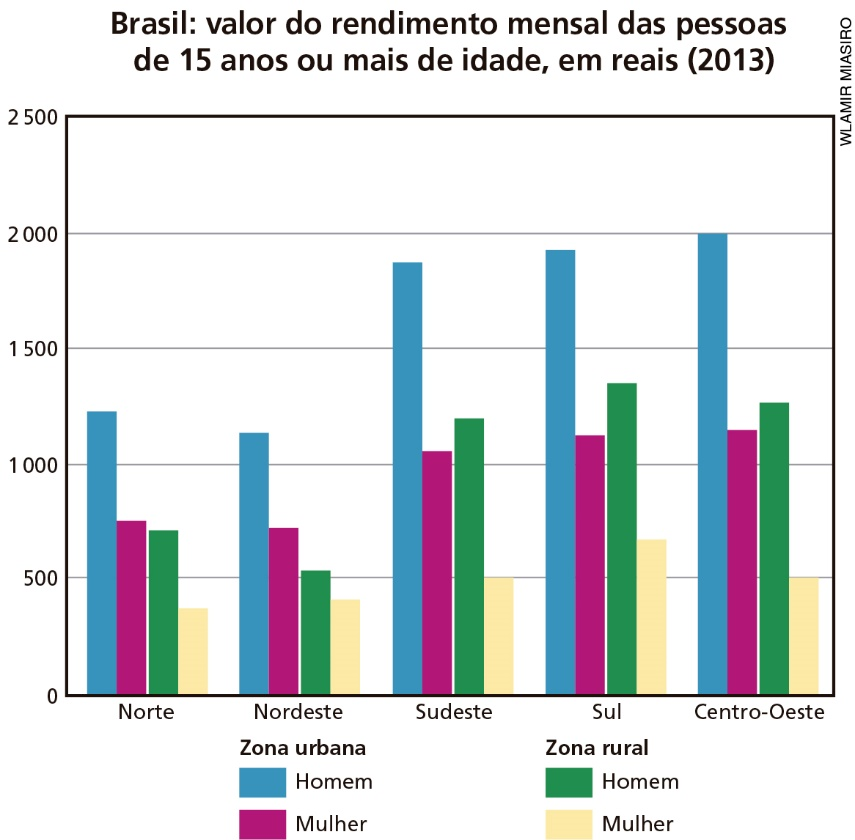 Brasil: valor do rendimento mensal das pessoas
de 15 anos ou mais de idade, em reais (2013)
WLAMIR MIASIRO
2 500
2 000
1 500
1 000
500
0
Norte
Nordeste
Sudeste
Sul
Centro-Oeste
Zona urbana
Homem
Mulher
Zona rural
Homem
Mulher